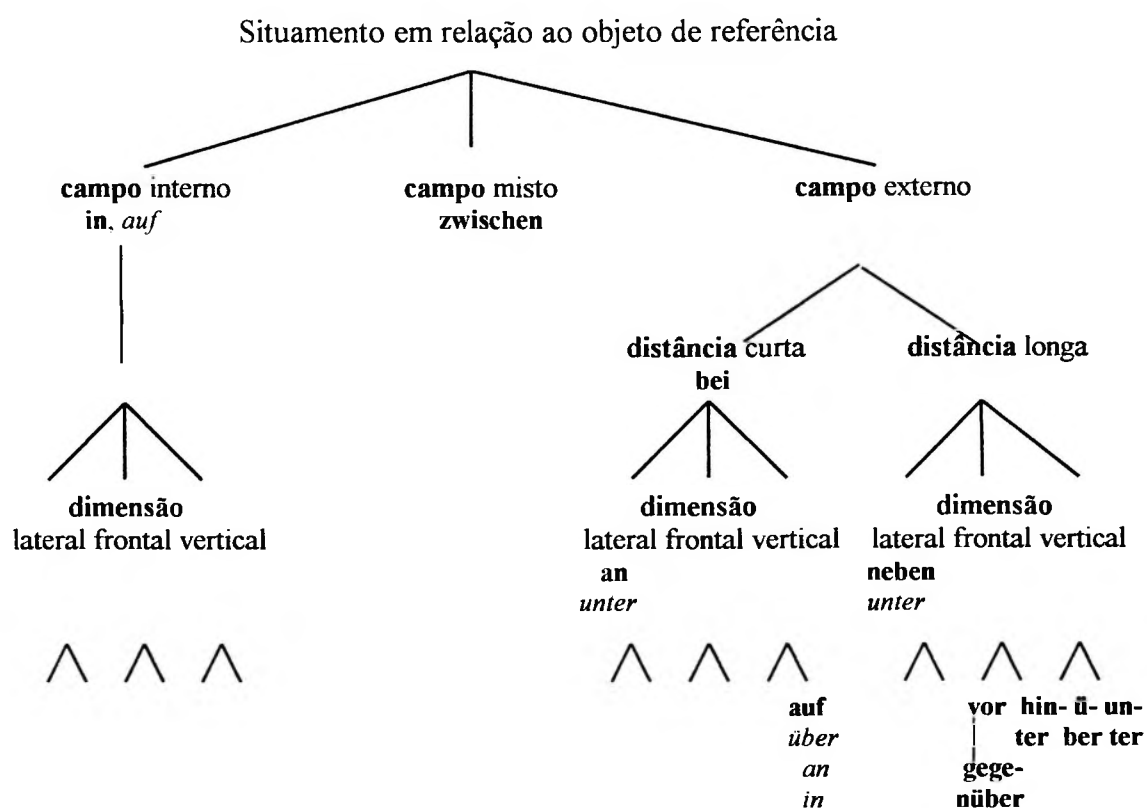 Situamento em relação ao objeto de referência
campo interno
in, auf
campo misto
zwischen
campo externo
distância curta
bei
distância longa
dimensão
lateral frontal vertical
dimensão
lateral frontal vertical
an
unter
dimensão
lateral frontal vertical
neben
unter
auf
über
an
in
vor hin- ü- un-
ter ber ter
gege-
nüber